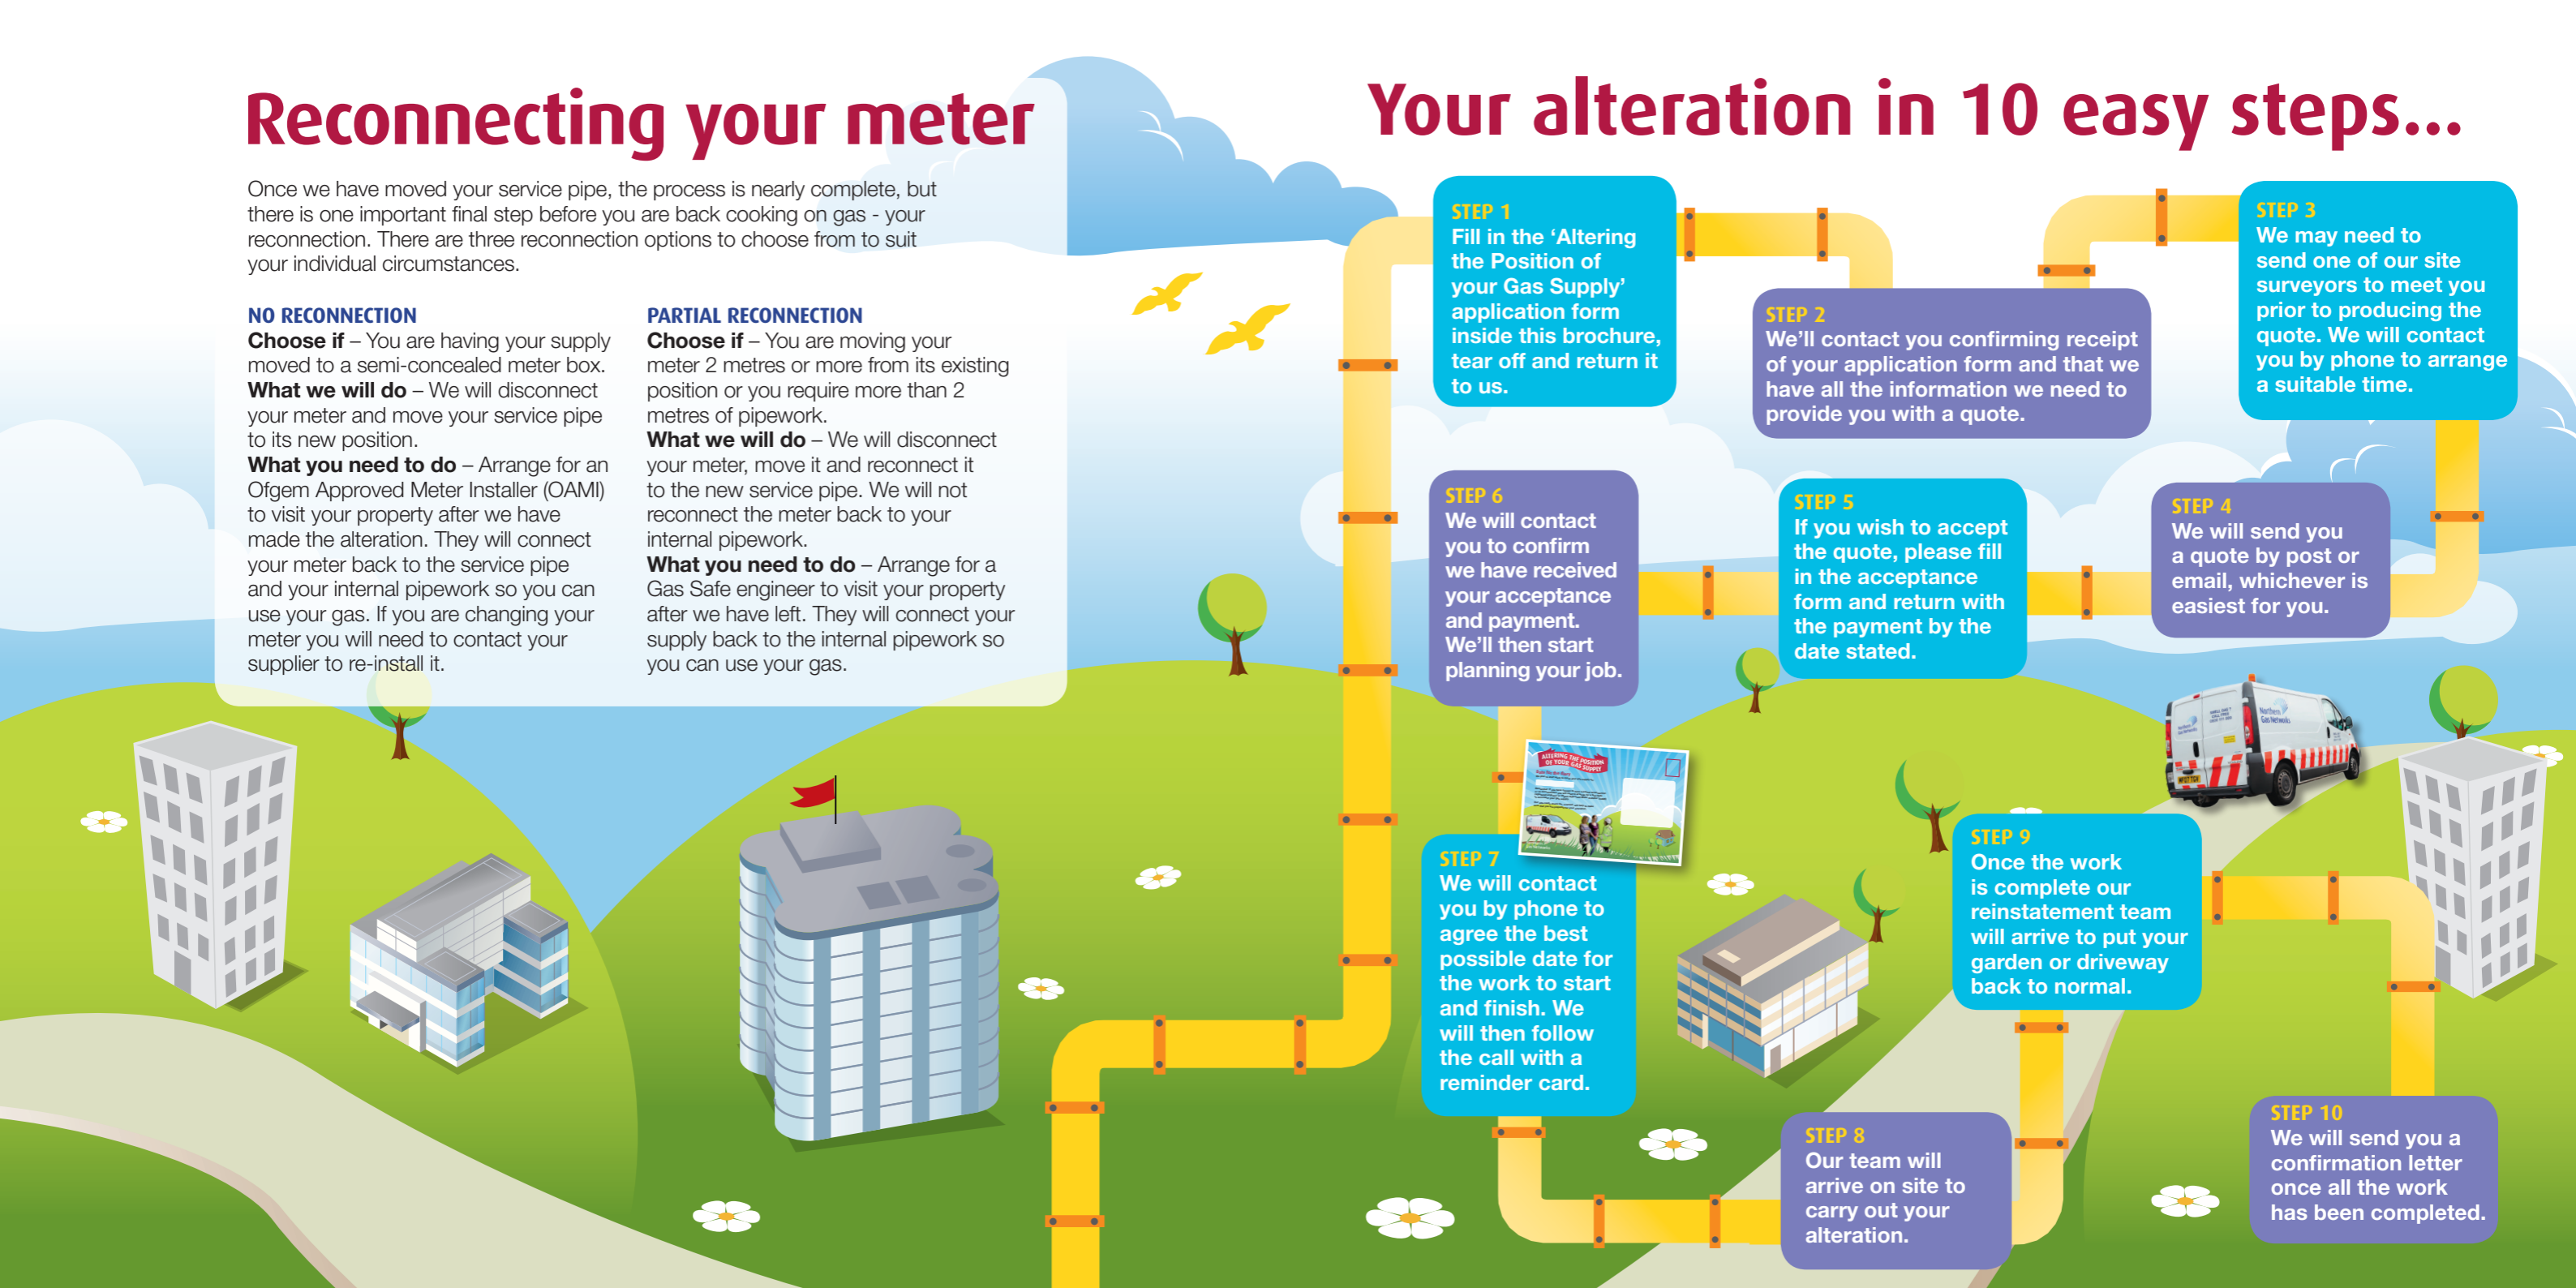 Reconnecting your meter
Once we have moved your service pipe, the process is nearly complete, but
there is one important final step before you are back cooking on gas - your
reconnection. There are three reconnection options to choose from to suit
your individual circumstances.
NO RECONNECTION
Choose if – You are having your supply
moved to a semi-concealed meter box.
What we will do – We will disconnect
your meter and move your service pipe
to its new position.
What you need to do – Arrange for an
Ofgem Approved Meter Installer (OAMI)
to visit your property after we have
made the alteration. They will connect
your meter back to the service pipe
and your internal pipework so you can
use your gas. If you are changing your
meter you will need to contact your
supplier to re-install it.
PARTIAL RECONNECTION
Choose if – You are moving your
meter 2 metres or more from its existing
position or you require more than 2
metres of pipework.
What we will do – We will disconnect
your meter, move it and reconnect it
to the new service pipe. We will not
reconnect the meter back to your
internal pipework.
What you need to do – Arrange for a
Gas Safe engineer to visit your property
after we have left. They will connect your
supply back to the internal pipework so
you can use your gas.
Your alteration in 10 easy steps...
STEP 1
Fill in the ‘Altering
the Position of
your Gas Supply’
application form
inside this brochure,
tear off and return it
to us.
STEP 2
We’ll contact you confirming receipt
of your application form and that we
have all the information we need to
provide you with a quote.
STEP 3
We may need to
send one of our site
surveyors to meet you
prior to producing the
quote. We will contact
you by phone to arrange
a suitable time.
STEP 4
We will send you
a quote by post or
email, whichever is
easiest for you.
STEP 5
If you wish to accept
the quote, please fill
in the acceptance
form and return with
the payment by the
date stated.
STEP 6
We will contact
you to confirm
we have received
your acceptance
and payment.
We’ll then start
planning your job.
ALTERING THE POSITION
OF YOUR GAS SUPPLY
STEP 7
We will contact
you by phone to
agree the best
possible date for
the work to start
and finish. We
will then follow
the call with a
reminder card.
STEP 8
Our team will
arrive on site to
carry out your
alteration.
Northern
Gas Networks
STEP 9
Once the work
is complete our
reinstatement team
will arrive to put your
garden or driveway
back to normal.
STEP 10
We will send you a
confirmation letter
once all the work
has been completed.